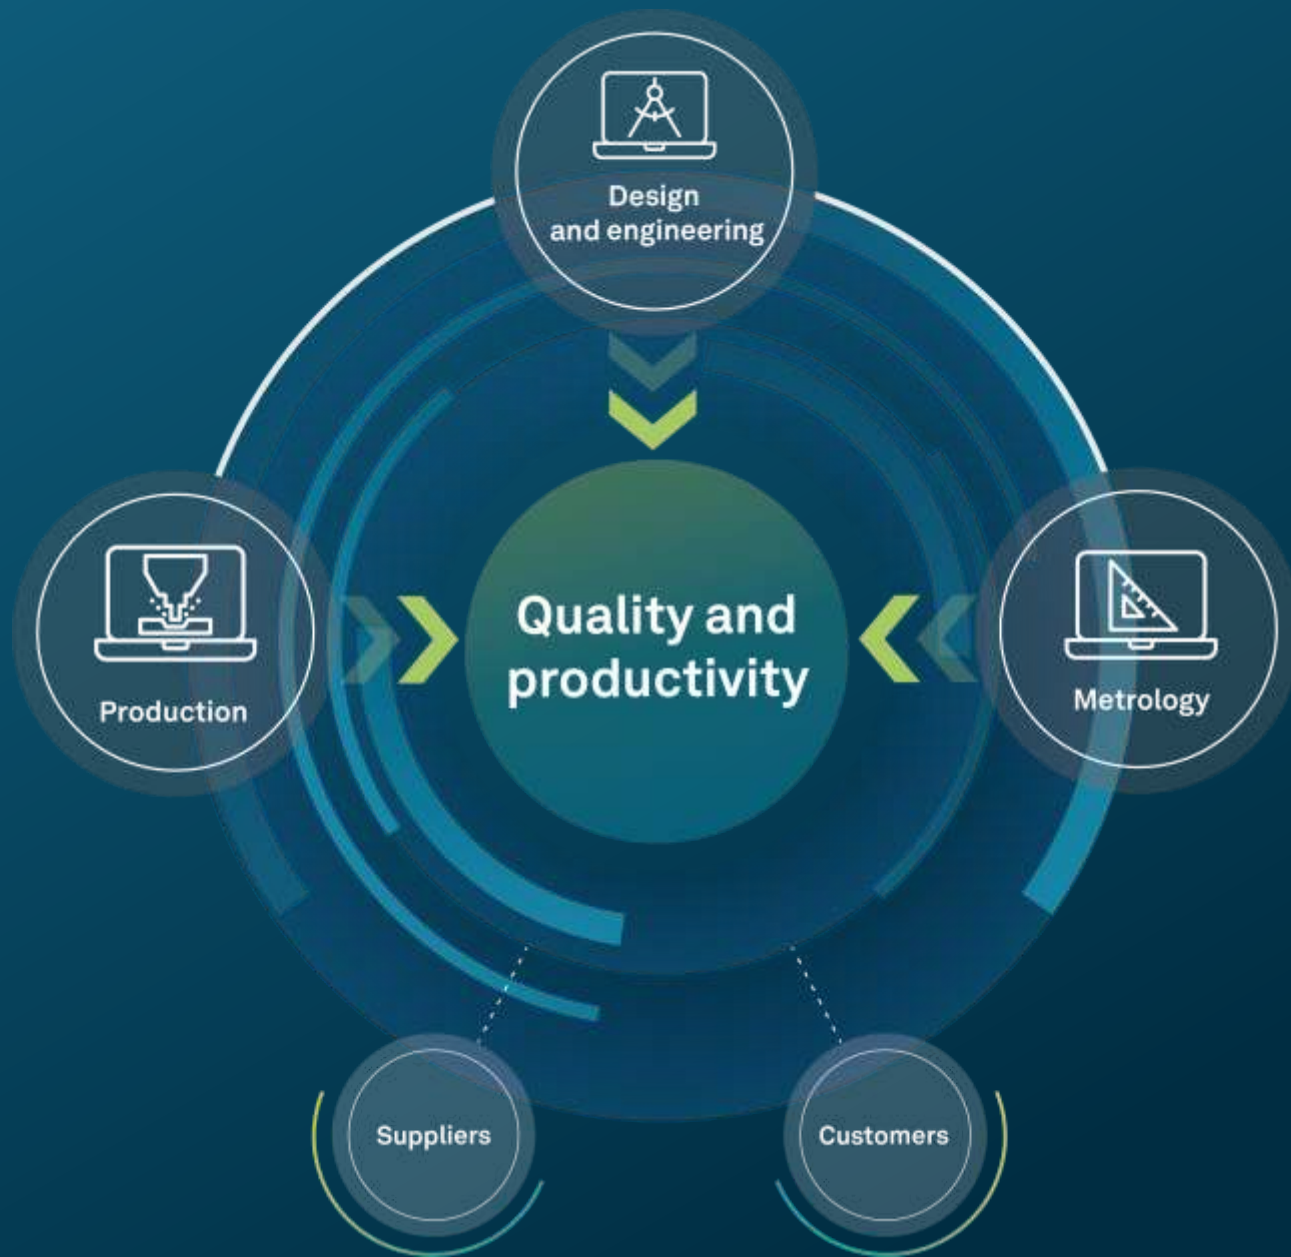 Design
and engineering
Production
Quality and
productivity
Metrology
Suppliers
Customers